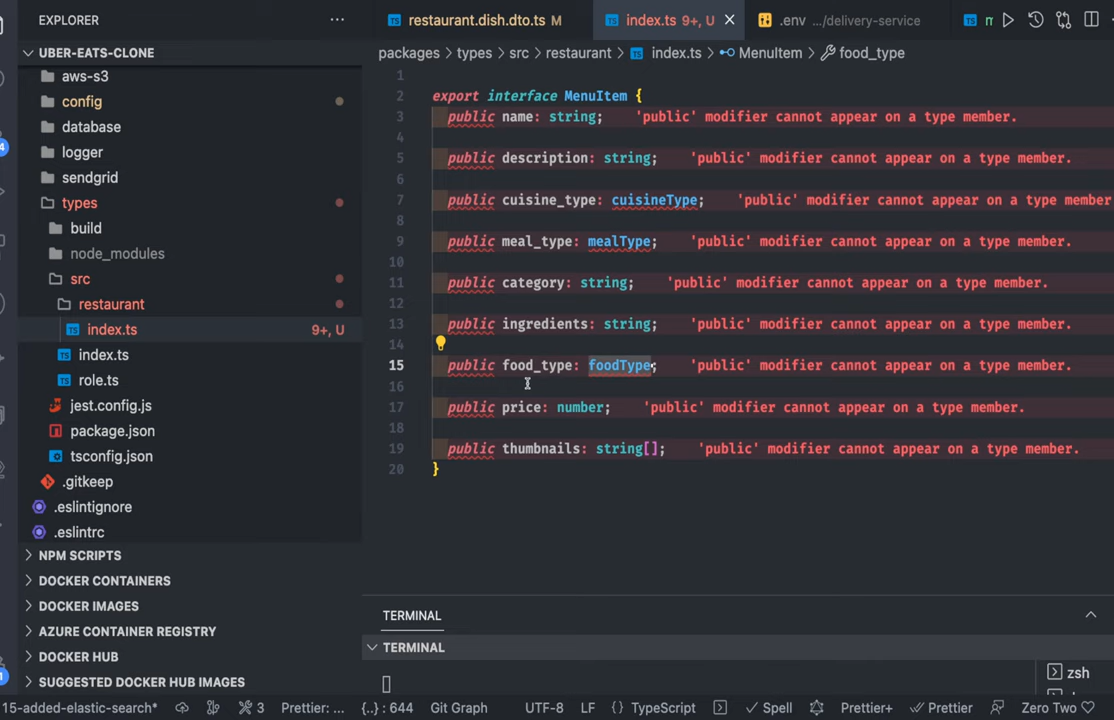 EXPLORER
UBER-EATS-CLONE
aws-s3
config
database
logger
sendgrid
types
build
node_modules
src
restaurant
TS index.ts 9+, U
TS index.ts
TS role.ts
jest.config.js
package.json
tsconfig.json
.gitkeep
.eslintignore
.eslintrc
NPM SCRIPTS
DOCKER CONTAINERS
DOCKER IMAGES
AZURE CONTAINER REGISTRY
DOCKER HUB
SUGGESTED DOCKER HUB IMAGES
TS restaurant.dish.dto.ts M
TS index.ts 9+, U
.env .../delivery-service
TS
packages > types > src > restaurant > TS index.ts > MenuItem > food_type
1
2 export interface MenuItem {
3 public name: string; 'public' modifier cannot appear on a type member.
4
5 public description: string; 'public' modifier cannot appear on a type member.
6
7 public cuisine_type: cuisineType; 'public' modifier cannot appear on a type member
8
9 public meal_type: mealType; 'public' modifier cannot appear on a type member.
10
11 public category: string; 'public' modifier cannot appear on a type member.
12
13 public ingredients: string; 'public' modifier cannot appear on a type member.
14
15 public food_type: foodType; 'public' modifier cannot appear on a type member.
16
17 public price: number; 'public' modifier cannot appear on a type member.
18
19 public thumbnails: string[]; 'public' modifier cannot appear on a type member.
20 }
TERMINAL
TERMINAL
zsh
4
1
15-added-elastic-search* 3 Prettier: ... {..} : 644 Git Graph UTF-8 LF {} TypeScript Spell Prettier+ Prettier Zero Two